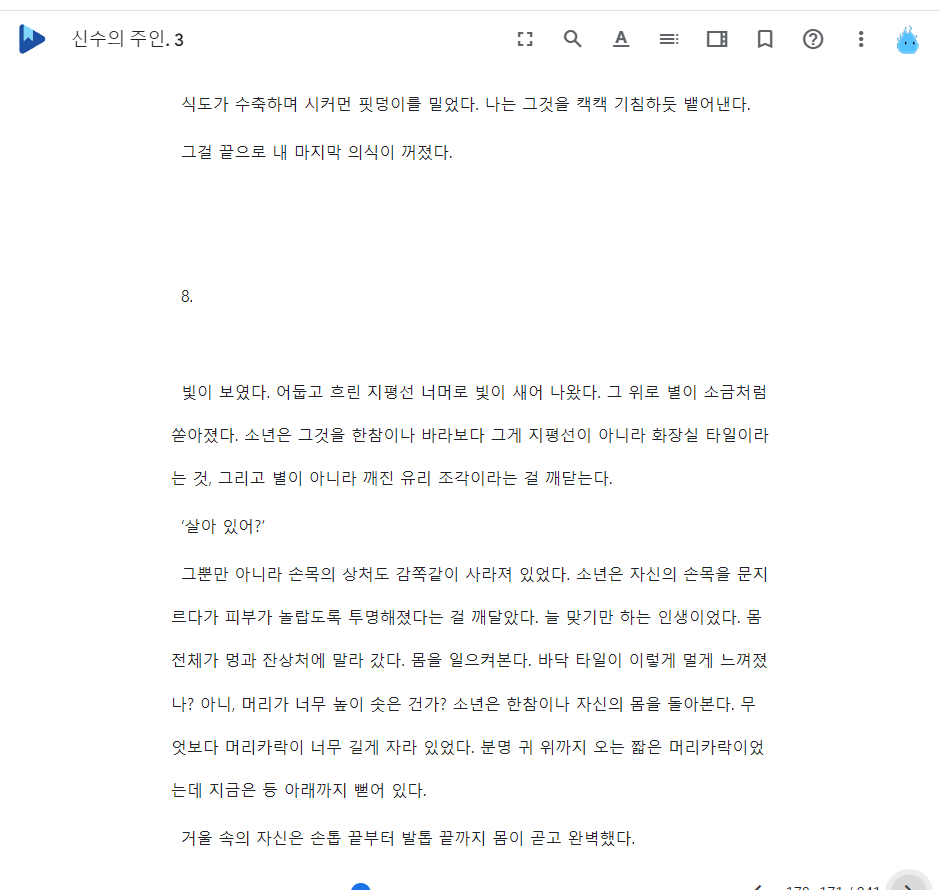 신수의 주인. 3
식도가 수축하며 시커먼 핏덩이를 밀었다. 나는 그것을 캑캑 기침하듯 뱉어낸다.
그걸 끝으로 내 마지막 의식이 꺼졌다.
8.
빛이 보였다. 어둡고 흐린 지평선 너머로 빛이 새어 나왔다. 그 위로 별이 소금처럼
쏟아졌다. 소년은 그것을 한참이나 바라보다 그게 지평선이 아니라 화장실 타일이라
는 것, 그리고 별이 아니라 깨진 유리 조각이라는 걸 깨닫는다.
‘살아 있어?’
그뿐만 아니라 손목의 상처도 감쪽같이 사라져 있었다. 소년은 자신의 손목을 문지
르다가 피부가 놀랍도록 투명해졌다는 걸 깨달았다. 늘 맞기만 하는 인생이었다. 몸
전체가 멍과 잔상처에 말라 갔다. 몸을 일으켜본다. 바닥 타일이 이렇게 멀게 느껴졌
나? 아니, 머리가 너무 높이 솟은 건가? 소년은 한참이나 자신의 몸을 돌아본다. 무
엇보다 머리카락이 너무 길게 자라 있었다. 분명 귀 위까지 오는 짧은 머리카락이었
는데 지금은 등 아래까지 뻗어 있다.
거울 속의 자신은 손톱 끝부터 발톱 끝까지 몸이 곧고 완벽했다.